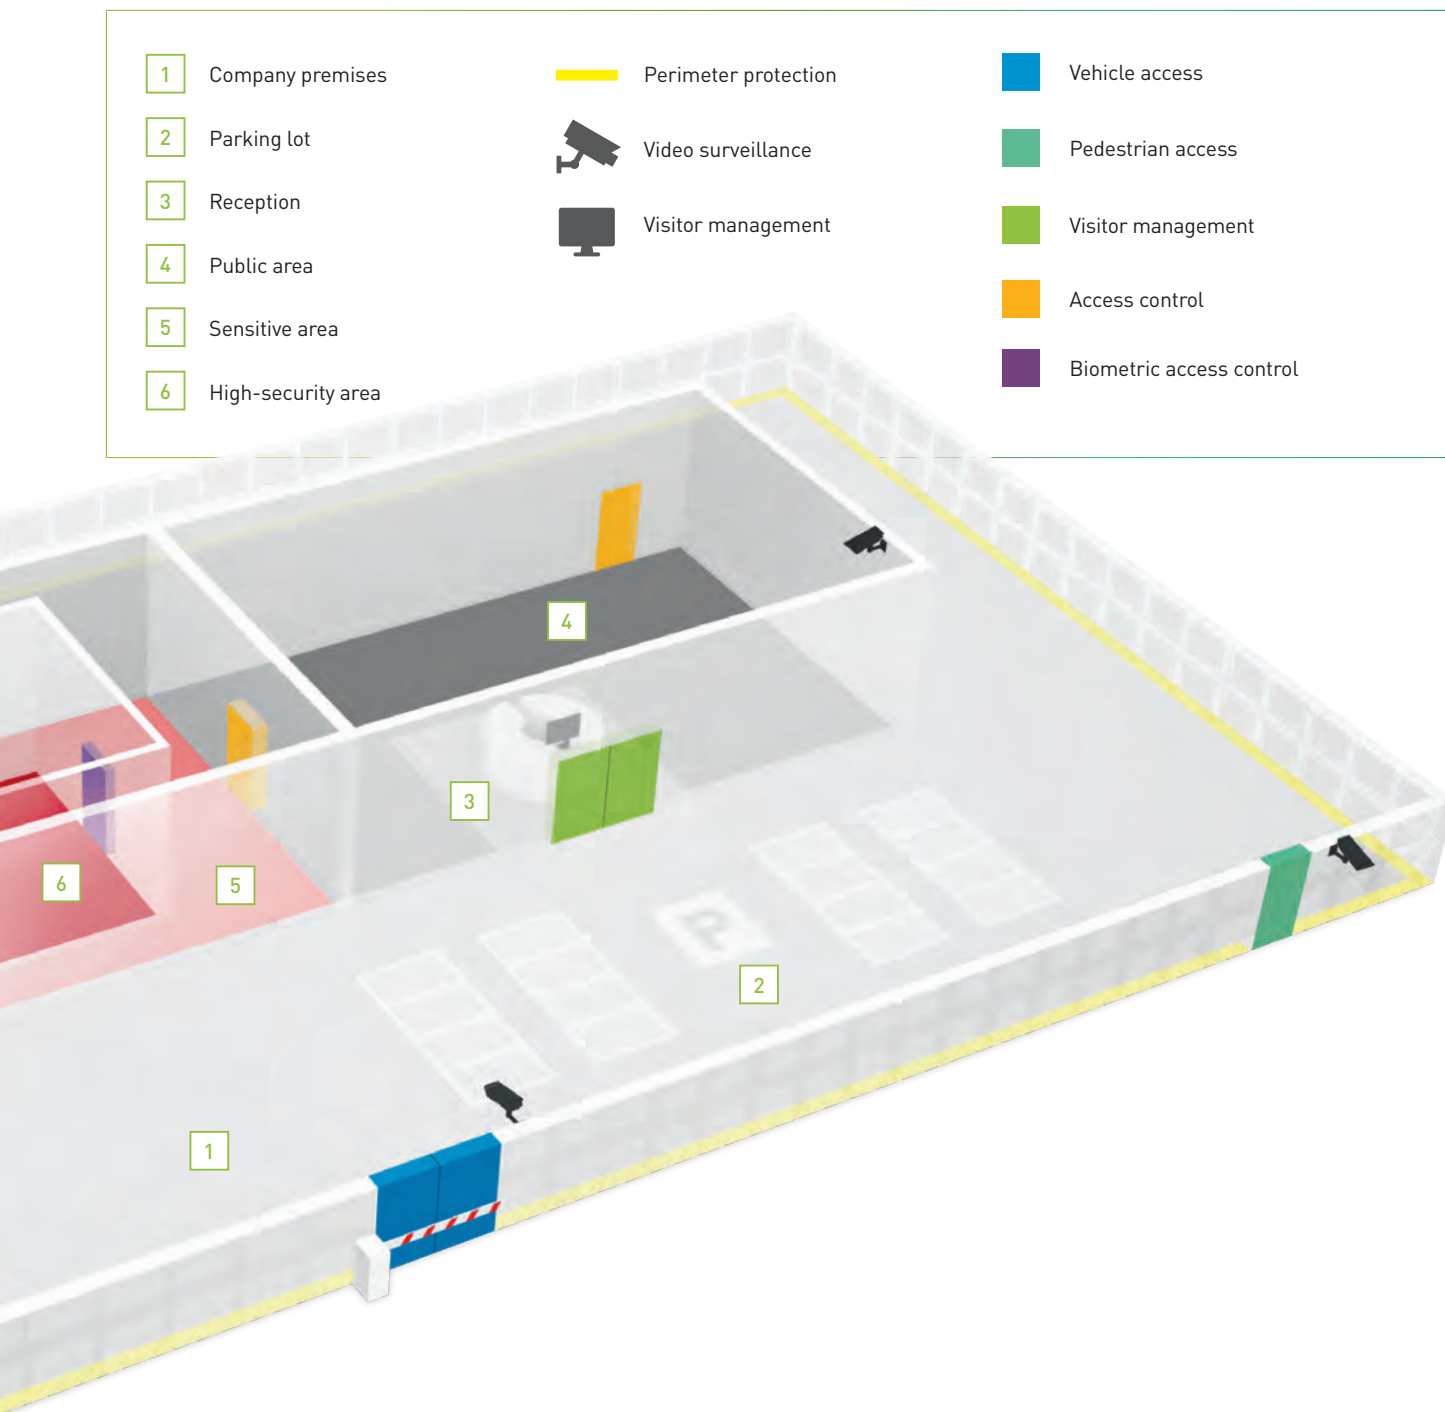 1 Company premises
2 Parking lot
3 Reception
4 Public area
5 Sensitive area
6 High-security area
Perimeter protection
Video surveillance
Visitor management
Vehicle access
Pedestrian access
Visitor management
Access control
Biometric access control
4
3
6
5
P
2
1